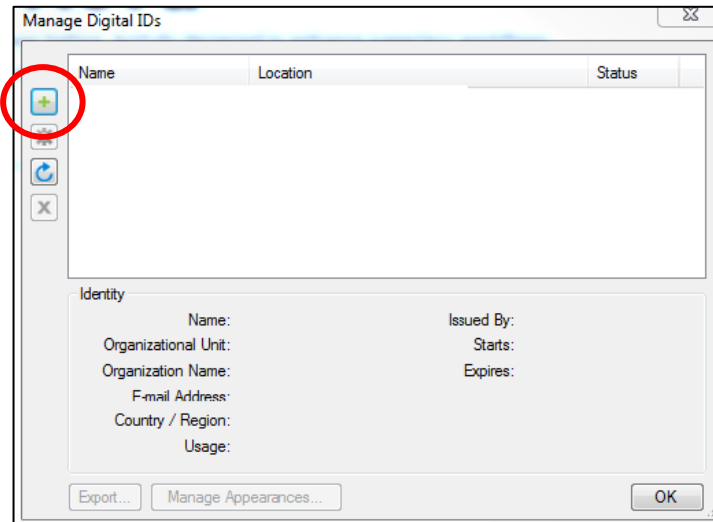 Manage Digital IDs
Name Location Status
Identity
Name: Issued By:
Organizational Unit: Starts:
Organization Name: Expires:
E-mail Address:
Country / Region:
Usage:
Export... Manage Appearances... OK